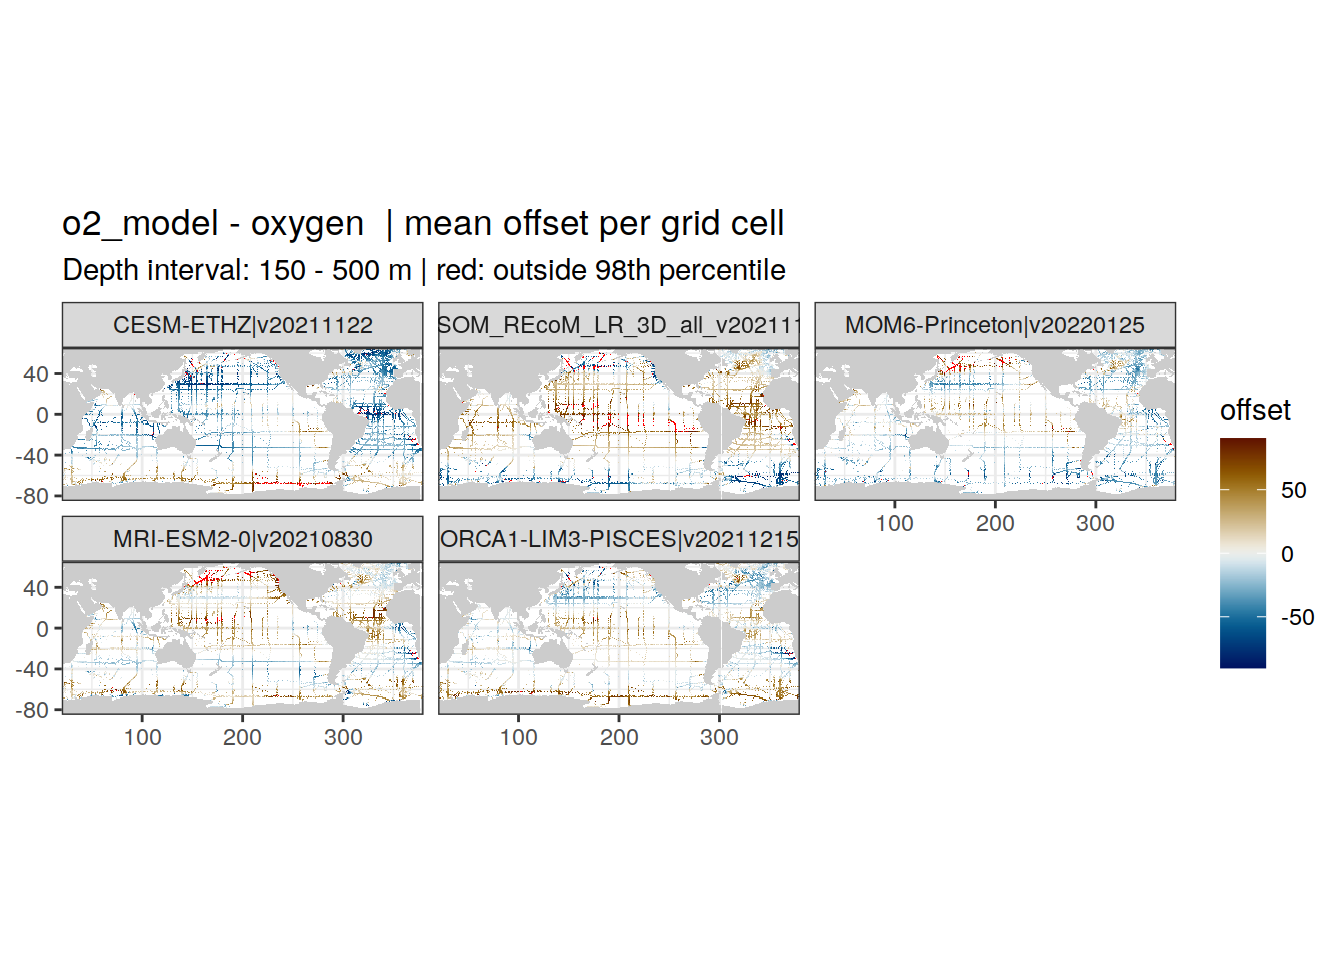 o2_model - oxygen | mean offset per grid cell
Depth interval: 150 - 500 m | red: outside 98th percentile
CESM-ETHZ|v20211122
SOM_REcoM_LR_3D_all_v202111
MOM6-Princeton|v20220125
40
0
-40
-80
100
200
300
MRI-ESM2-0|v20210830
ORCA1-LIM3-PISCES|v20211215
40
0
-40
-80
100
200
300
100
200
300
offset
50
0
-50